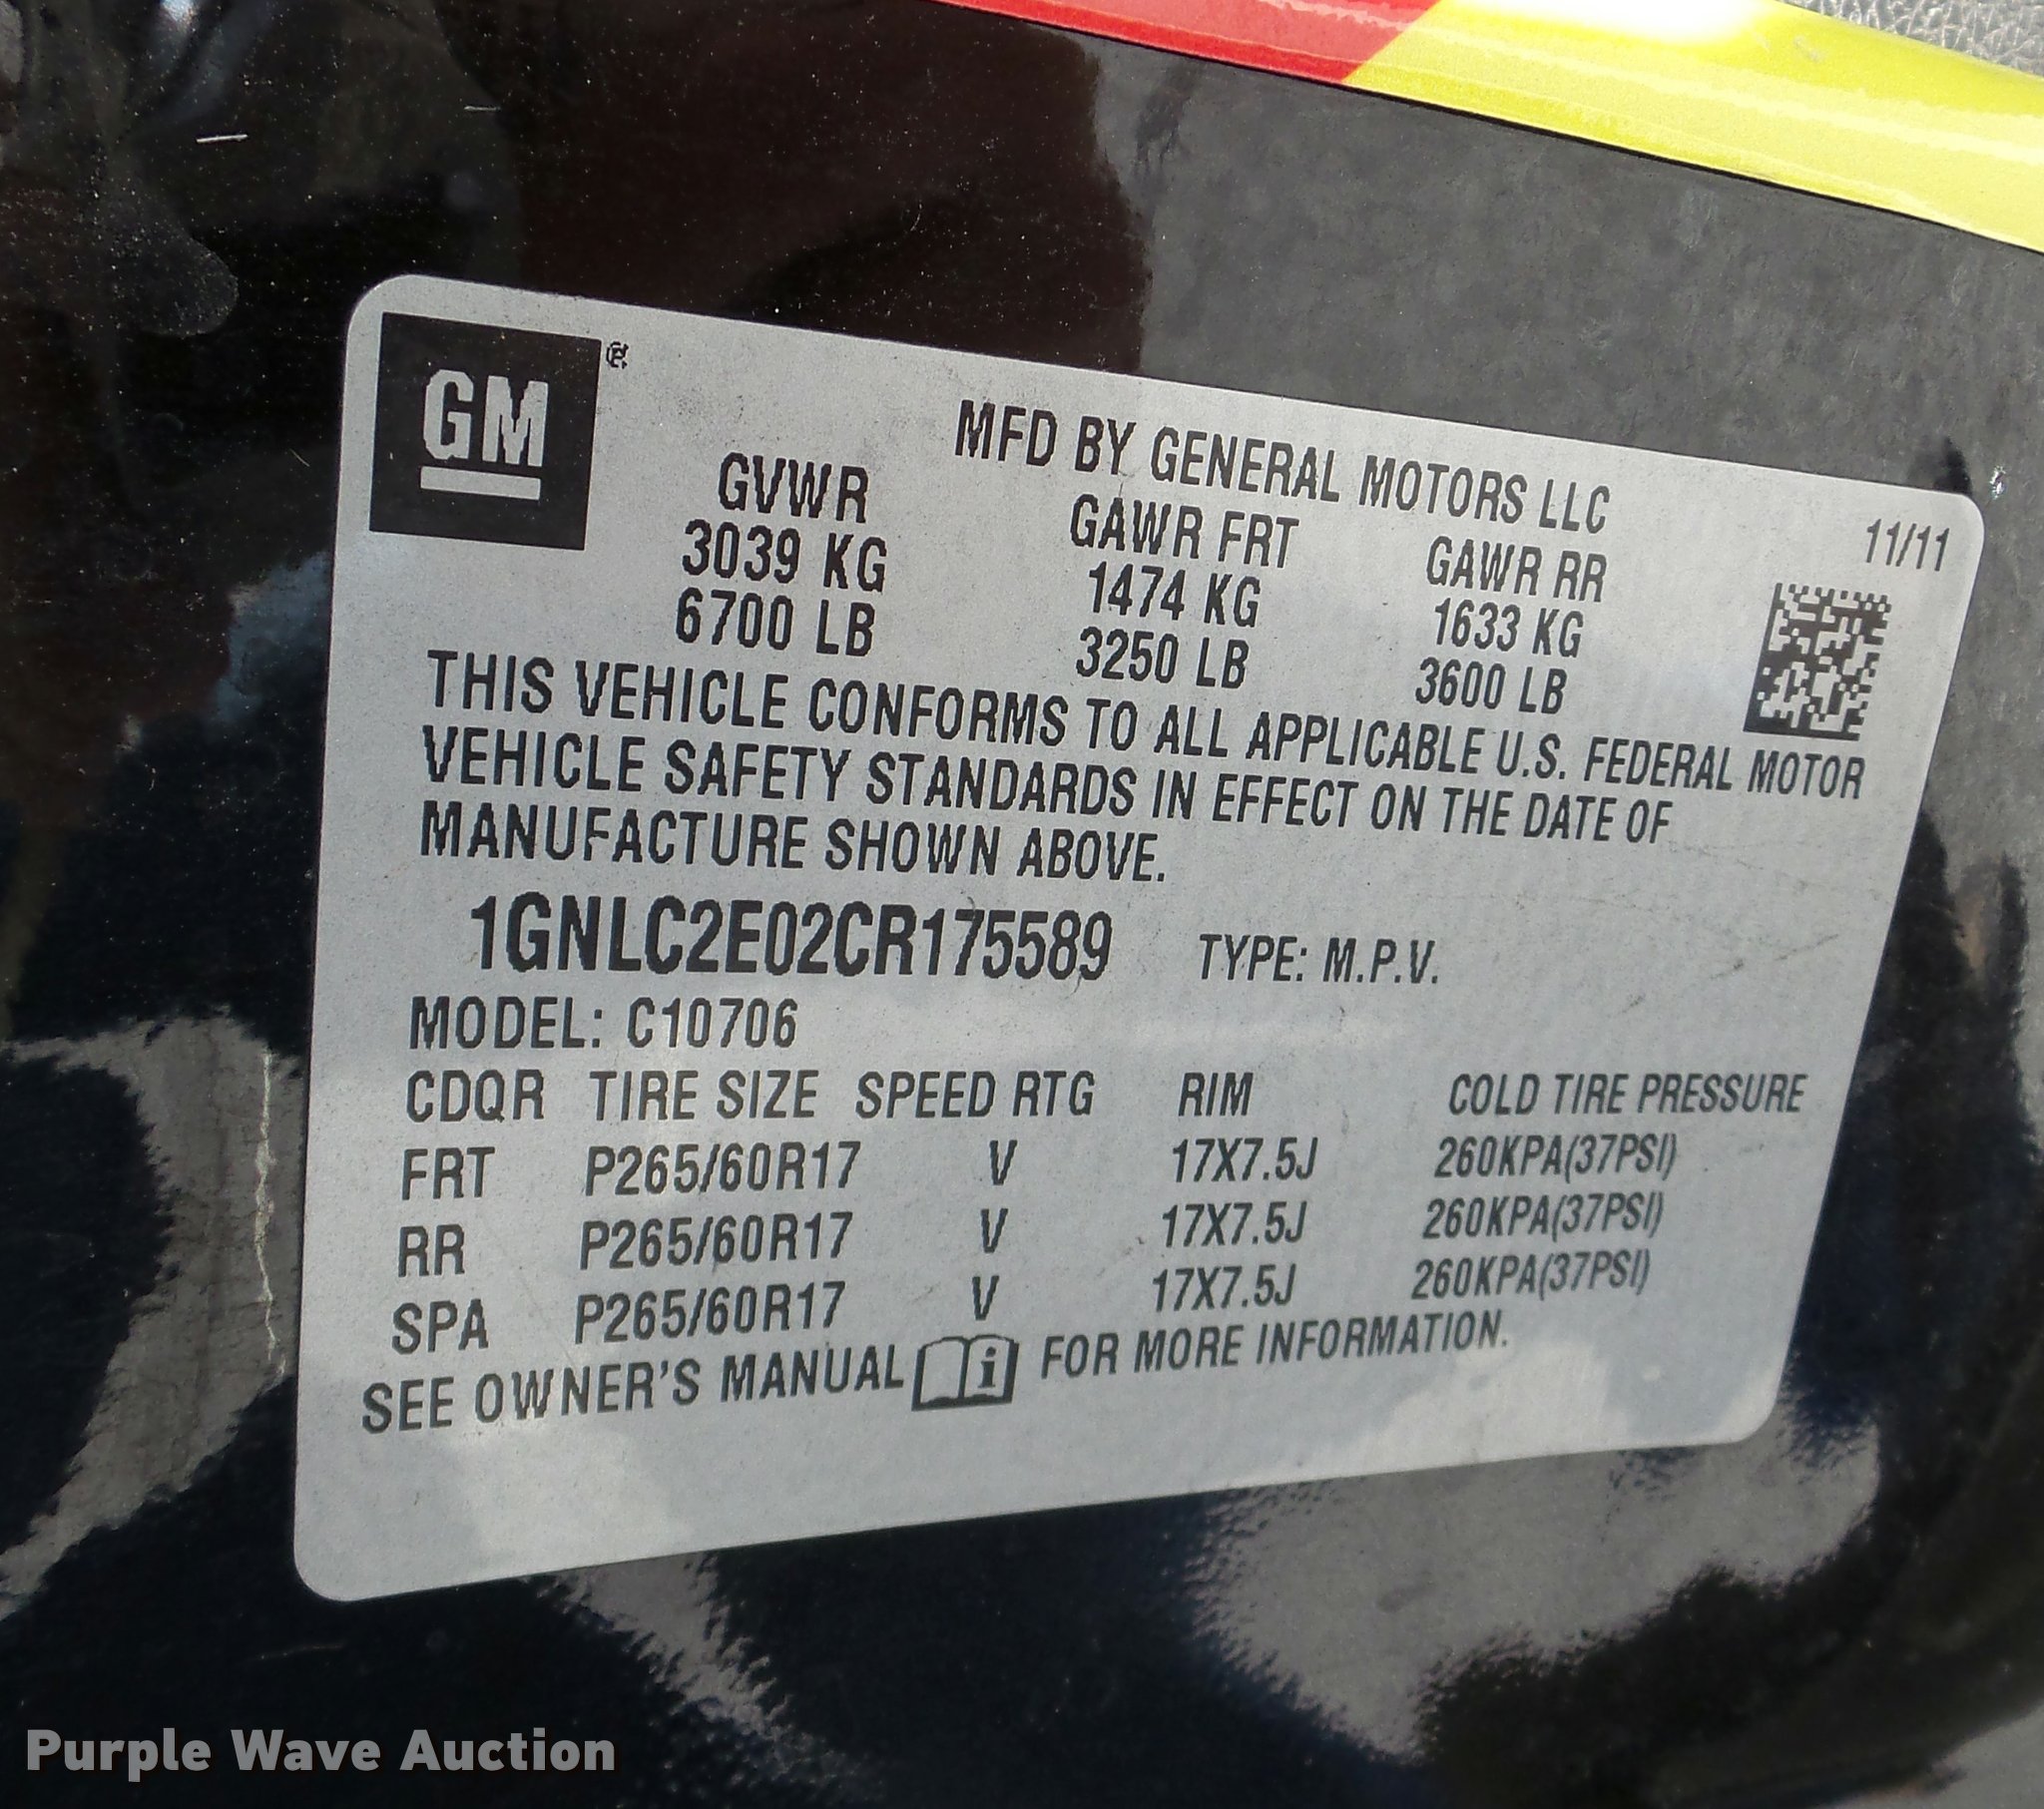 GM
MFD BY GENERAL MOTORS LLC
11/11
GVWR GAWR FRT GAWR RR
3039 KG 1474 KG 1633 KG
6700 LB 3250 LB 3600 LB
THIS VEHICLE CONFORMS TO ALL APPLICABLE U.S. FEDERAL MOTOR
VEHICLE SAFETY STANDARDS IN EFFECT ON THE DATE OF
MANUFACTURE SHOWN ABOVE.
1GNLC2E02CR175589 TYPE: M.P.V.
MODEL: C10706
CDQR TIRE SIZE SPEED RTG RIM COLD TIRE PRESSURE
FRT P265/60R17 V 17X7.5J 260KPA(37PSI)
RR P265/60R17 V 17X7.5J 260KPA(37PSI)
SPA P265/60R17 V 17X7.5J 260KPA(37PSI)
SEE OWNER'S MANUAL i FOR MORE INFORMATION.
Purple Wave Auction